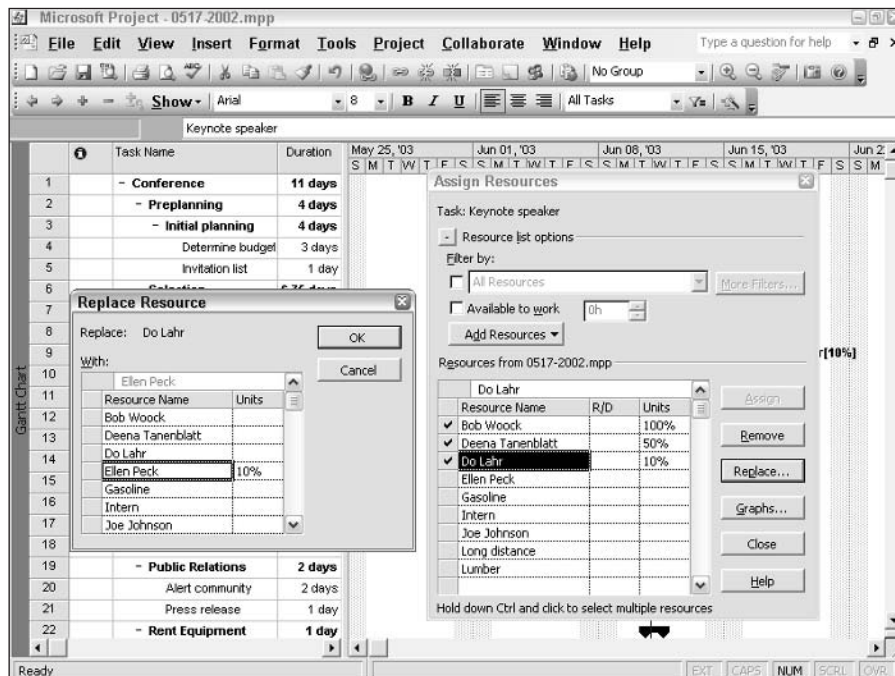 Microsoft Project - 0517-2002.mpp
File Edit View Insert Format Tools Project Collaborate Window Help Type a question for help
No Group
Show Arial 8 B I U All Tasks
Keynote speaker
Task Name Duration May 25, '03 Jun 01, '03 Jun 08, '03 Jun 15, '03 Jun 2
S M T W T F S S M T W T F S S M T W T F S S M T W T F S S M
1 - Conference 11 days
2 - Preplanning 4 days
3 - Initial planning 4 days
4 Determine budget 3 days
5 Invitation list 1 day
6
7
8
9 r[10%]
10
11
12
13
14
15
16
17
18
19 - Public Relations 2 days
20 Alert community 2 days
21 Press release 1 day
22 - Rent Equipment 1 day
Gantt Chart
Replace Resource
Replace: Do Lahr
OK
With:
Cancel
Ellen Peck
Resource Name Units
Bob Woock
Deena Tanenblatt
Do Lahr
Ellen Peck 10%
Gasoline
Intern
Joe Johnson
Assign Resources
Task: Keynote speaker
- Resource list options
Filter by:
All Resources More Filters...
Available to work 0h
Add Resources
Resources from 0517-2002.mpp
Do Lahr
Resource Name R/D Units
Bob Woock 100%
Deena Tanenblatt 50%
Do Lahr 10%
Ellen Peck
Gasoline
Intern
Joe Johnson
Long distance
Lumber
Assign
Remove
Replace...
Graphs...
Close
Help
Hold down Ctrl and click to select multiple resources
Ready EXT CAPS NUM SCRL OVR